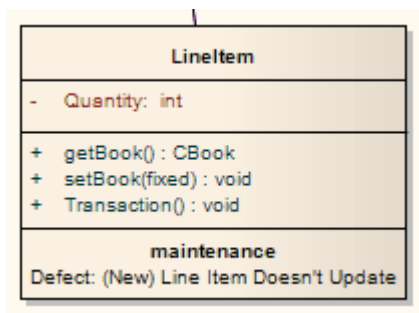 LineItem
- Quantity: int
+ getBook() : CBook
+ setBook(fixed) : void
+ Transaction() : void
maintenance
Defect: (New) Line Item Doesn't Update